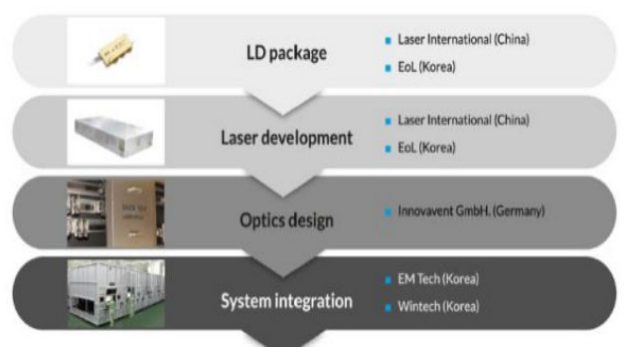 LD package
Laser International (China)
EoL (Korea)
Laser development
Laser International (China)
EoL (Korea)
Optics design
Innovavent GmbH. (Germany)
System integration
EM Tech (Korea)
Wintech (Korea)